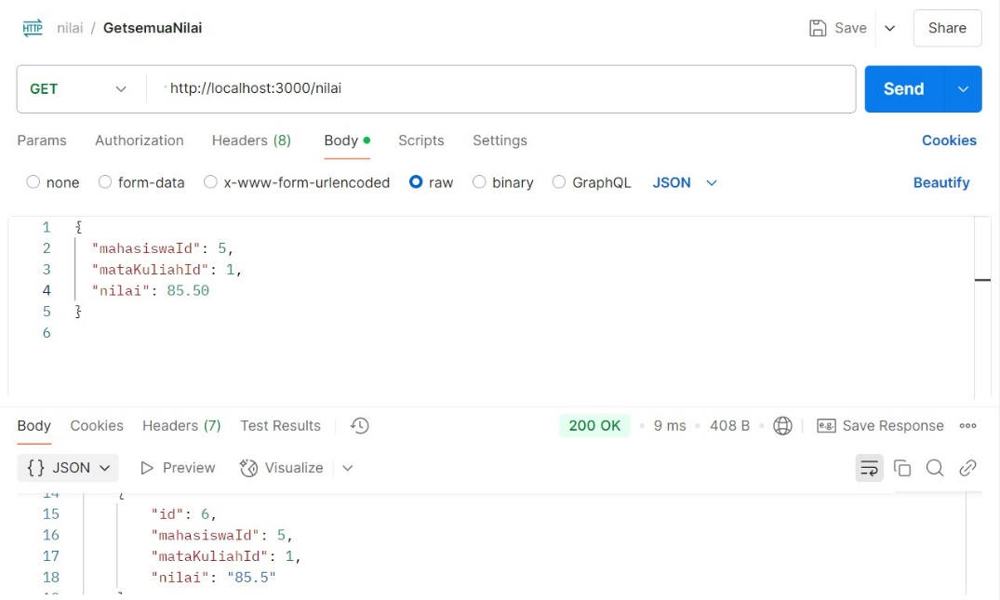 HTTP nilai / GetsemuaNilai Save Share
GET http://localhost:3000/nilai Send
Params Authorization Headers (8) Body Scripts Settings Cookies
none form-data x-www-form-urlencoded raw binary GraphQL JSON Beautify
1 {
2 "mahasiswaId": 5,
3 "mataKuliahId": 1,
4 "nilai": 85.50
5 }
6
Body Cookies Headers (7) Test Results 200 OK • 9 ms • 408 B • e.g. Save Response
{} JSON Preview Visualize
14 {
15 "id": 6,
16 "mahasiswaId": 5,
17 "mataKuliahId": 1,
18 "nilai": "85.5"